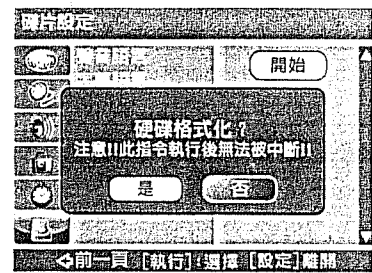 碟片設定
開始
硬碟格式化？
注意!!此指令執行後無法被中斷!!
是
否
前一頁 [執行]:選擇 [設定]離開